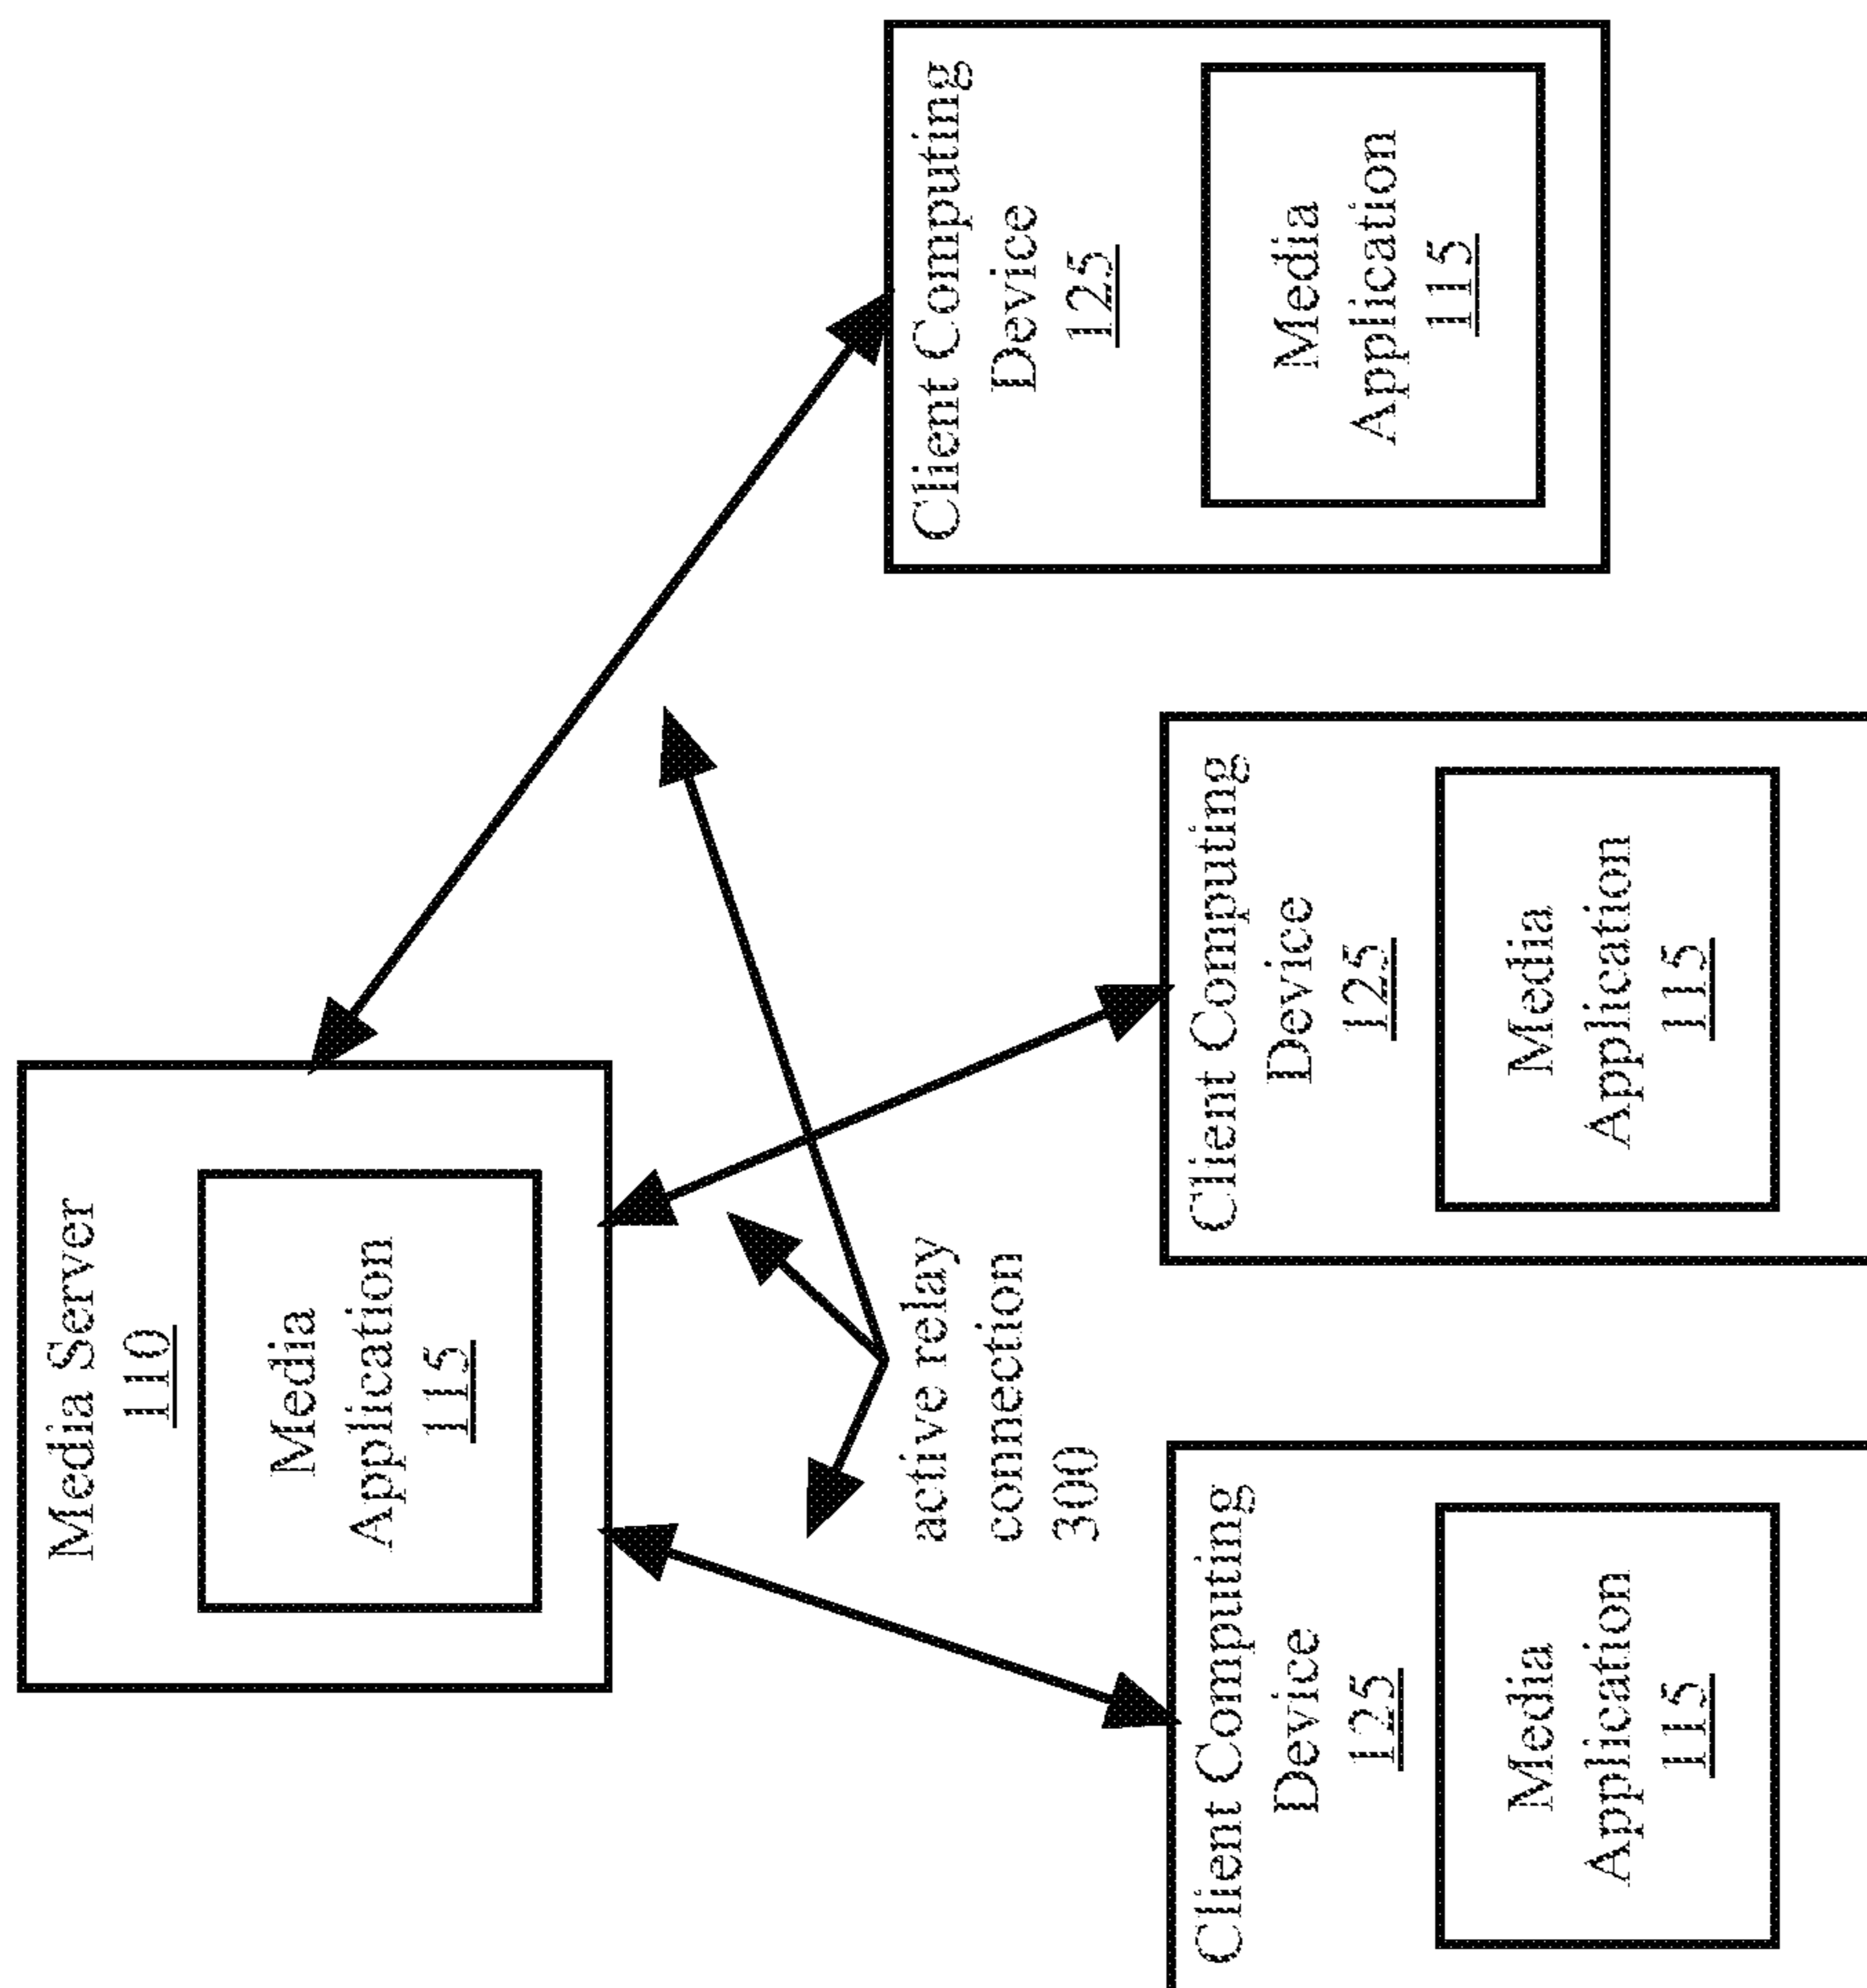 Media Server
110
Media
Application
115
active relay
connection
300
Client Computing
Device
125
Media
Application
115
Client Computing
Device
125
Media
Application
115
Client Computing
Device
125
Media
Application
115